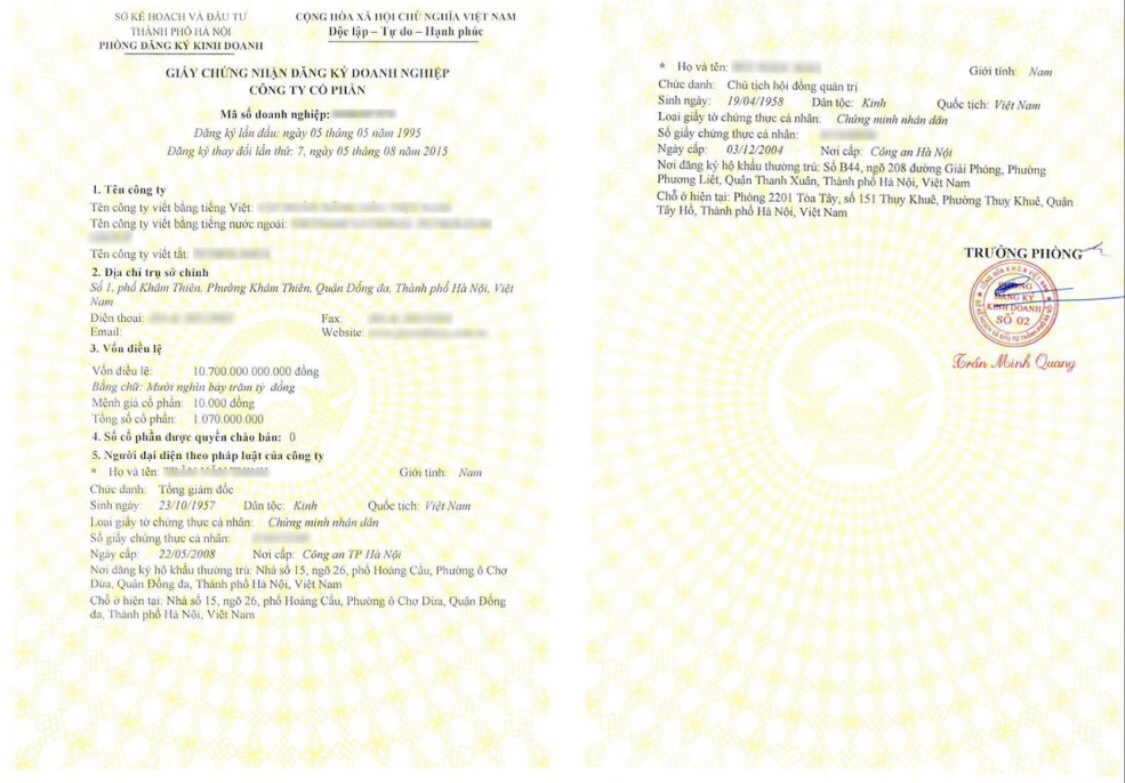 SỞ KẾ HOẠCH VÀ ĐẦU TƯ
THÀNH PHỐ HÀ NỘI
PHÒNG ĐĂNG KÝ KINH DOANH
CỘNG HÒA XÃ HỘI CHỦ NGHĨA VIỆT NAM
Độc lập – Tự do – Hạnh phúc
GIẤY CHỨNG NHẬN ĐĂNG KÝ DOANH NGHIỆP
CÔNG TY CỔ PHẦN
Mã số doanh nghiệp:
Đăng ký lần đầu: ngày 05 tháng 05 năm 1995
Đăng ký thay đổi lần thứ: 7, ngày 05 tháng 08 năm 2015
1. Tên công ty
Tên công ty viết bằng tiếng Việt:
Tên công ty viết bằng tiếng nước ngoài:
Tên công ty viết tắt:
2. Địa chỉ trụ sở chính
Số 1, phố Khâm Thiên, Phường Khâm Thiên, Quận Đống đa, Thành phố Hà Nội, Việt
Nam
Điện thoại: Fax:
Email: Website:
3. Vốn điều lệ
Vốn điều lệ: 10.700.000.000.000 đồng
Bằng chữ: Mười nghìn bảy trăm tỷ đồng
Mệnh giá cổ phần: 10.000 đồng
Tổng số cổ phần: 1.070.000.000
4. Số cổ phần được quyền chào bán: 0
5. Người đại diện theo pháp luật của công ty
* Họ và tên: Giới tính: Nam
Chức danh: Tổng giám đốc
Sinh ngày: 23/10/1957 Dân tộc: Kinh Quốc tịch: Việt Nam
Loại giấy tờ chứng thực cá nhân: Chứng minh nhân dân
Số giấy chứng thực cá nhân:
Ngày cấp: 22/05/2008 Nơi cấp: Công an TP Hà Nội
Nơi đăng ký hộ khẩu thường trú: Nhà số 15, ngõ 26, phố Hoàng Cầu, Phường ô Chợ
Dừa, Quận Đống đa, Thành phố Hà Nội, Việt Nam
Chỗ ở hiện tại: Nhà số 15, ngõ 26, phố Hoàng Cầu, Phường ô Chợ Dừa, Quận Đống
đa, Thành phố Hà Nội, Việt Nam
* Họ và tên: Giới tính: Nam
Chức danh: Chủ tịch hội đồng quản trị
Sinh ngày: 19/04/1958 Dân tộc: Kinh Quốc tịch: Việt Nam
Loại giấy tờ chứng thực cá nhân: Chứng minh nhân dân
Số giấy chứng thực cá nhân:
Ngày cấp: 03/12/2004 Nơi cấp: Công an Hà Nội
Nơi đăng ký hộ khẩu thường trú: Số B44, ngõ 208 đường Giải Phóng, Phường
Phương Liệt, Quận Thanh Xuân, Thành phố Hà Nội, Việt Nam
Chỗ ở hiện tại: Phòng 2201 Tòa Tây, số 151 Thụy Khuê, Phường Thuỵ Khuê, Quận
Tây Hồ, Thành phố Hà Nội, Việt Nam
TRƯỞNG PHÒNG
PHÒNG
ĐĂNG KÝ
KINH DOANH
SỐ 02
Trần Minh Quang